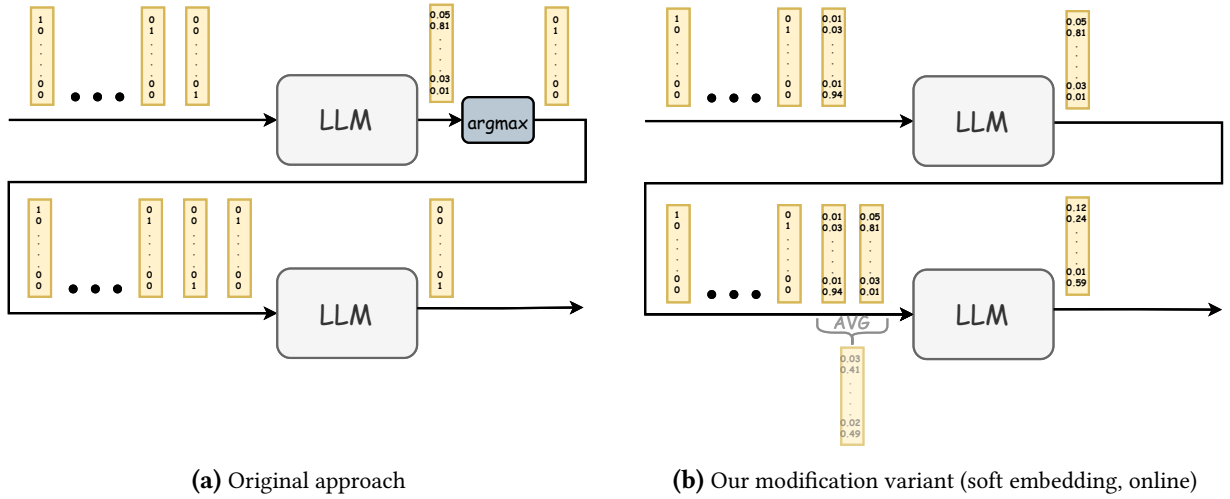 1 0 0 0.05 0
0 1 0 0.81 1
. . . . .
. . . . .
. . . . .
. . . . .
0 0 0 0.03 0
0 0 1 0.01 0
LLM
argmax
1 0 0 0 0
0 1 0 1 0
. . . . .
. . . . .
. . . . .
. . . . .
0 0 0 0 0
0 0 1 0 1
LLM
(a) Original approach
1 0 0.01 0.05
0 1 0.03 0.81
. . . .
. . . .
. . . .
. . . .
0 0 0.01 0.03
0 0 0.94 0.01
LLM
1 0 0.01 0.05 0.12
0 1 0.03 0.81 0.24
. . . . .
. . . . .
. . . . .
. . . . .
0 0 0.01 0.03 0.01
0 0 0.94 0.01 0.59
LLM
AVG
0.03
0.41
.
.
.
.
0.02
0.49
(b) Our modification variant (soft embedding, online)